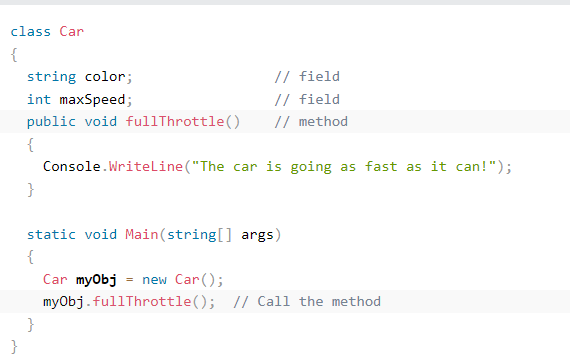 class Car
{
  string color;                 // field
  int maxSpeed;                 // field
  public void fullThrottle()    // method
  {
    Console.WriteLine("The car is going as fast as it can!");
  }

  static void Main(string[] args)
  {
    Car myObj = new Car();
    myObj.fullThrottle();  // Call the method
  }
}